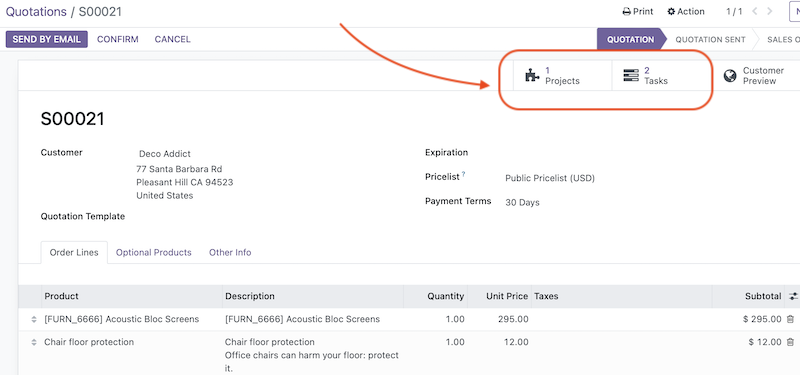 Quotations / S00021
Print Action 1 / 1
SEND BY EMAIL CONFIRM CANCEL QUOTATION QUOTATION SENT SALES O
1 Projects
2 Tasks
Customer Preview
S00021
Customer Deco Addict
77 Santa Barbara Rd
Pleasant Hill CA 94523
United States
Quotation Template
Expiration
Pricelist ? Public Pricelist (USD)
Payment Terms 30 Days
Order Lines Optional Products Other Info
Product Description Quantity Unit Price Taxes Subtotal
[FURN_6666] Acoustic Bloc Screens [FURN_6666] Acoustic Bloc Screens 1.00 295.00 $ 295.00
Chair floor protection Chair floor protection 1.00 12.00 $ 12.00
Office chairs can harm your floor: protect
it.